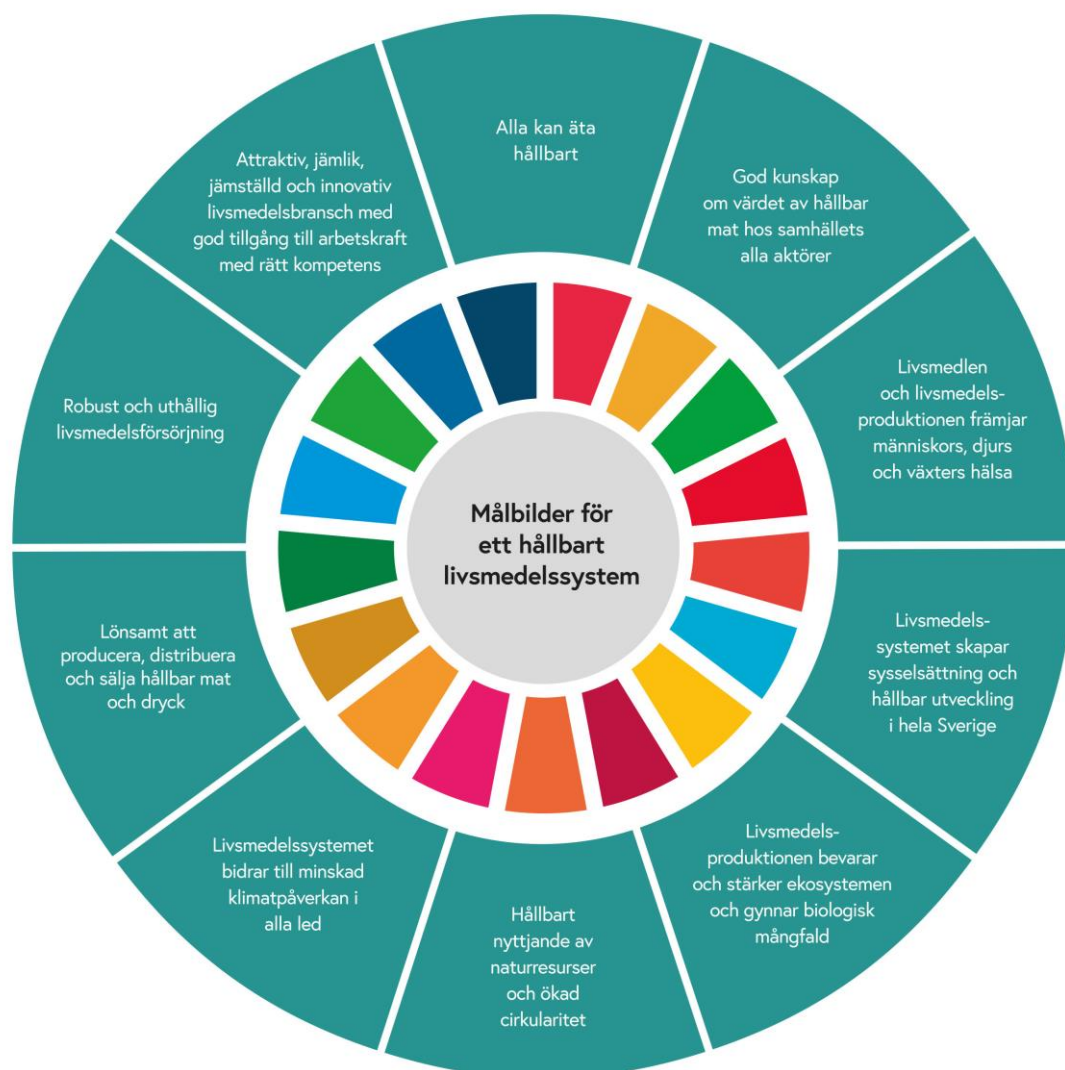 Alla kan äta
hållbart
God kunskap
om värdet av hållbar
mat hos samhällets
alla aktörer
Livsmedlen
och livsmedels-
produktionen främjar
människors, djurs
och växters hälsa
Livsmedels-
systemet skapar
sysselsättning och
hållbar utveckling
i hela Sverige
Livsmedels-
produktionen bevarar
och stärker ekosystemen
och gynnar biologisk
mångfald
Hållbart
nyttjande av
naturresurser
och ökad
cirkularitet
Livsmedelssystemet
bidrar till minskad
klimatpåverkan i
alla led
Lönsamt att
producera, distribuera
och sälja hållbar mat
och dryck
Robust och uthållig
livsmedelsförsörjning
Attraktiv, jämlik,
jämställd och innovativ
livsmedelsbransch med
god tillgång till arbetskraft
med rätt kompetens
Målbilder för
ett hållbart
livsmedelssystem